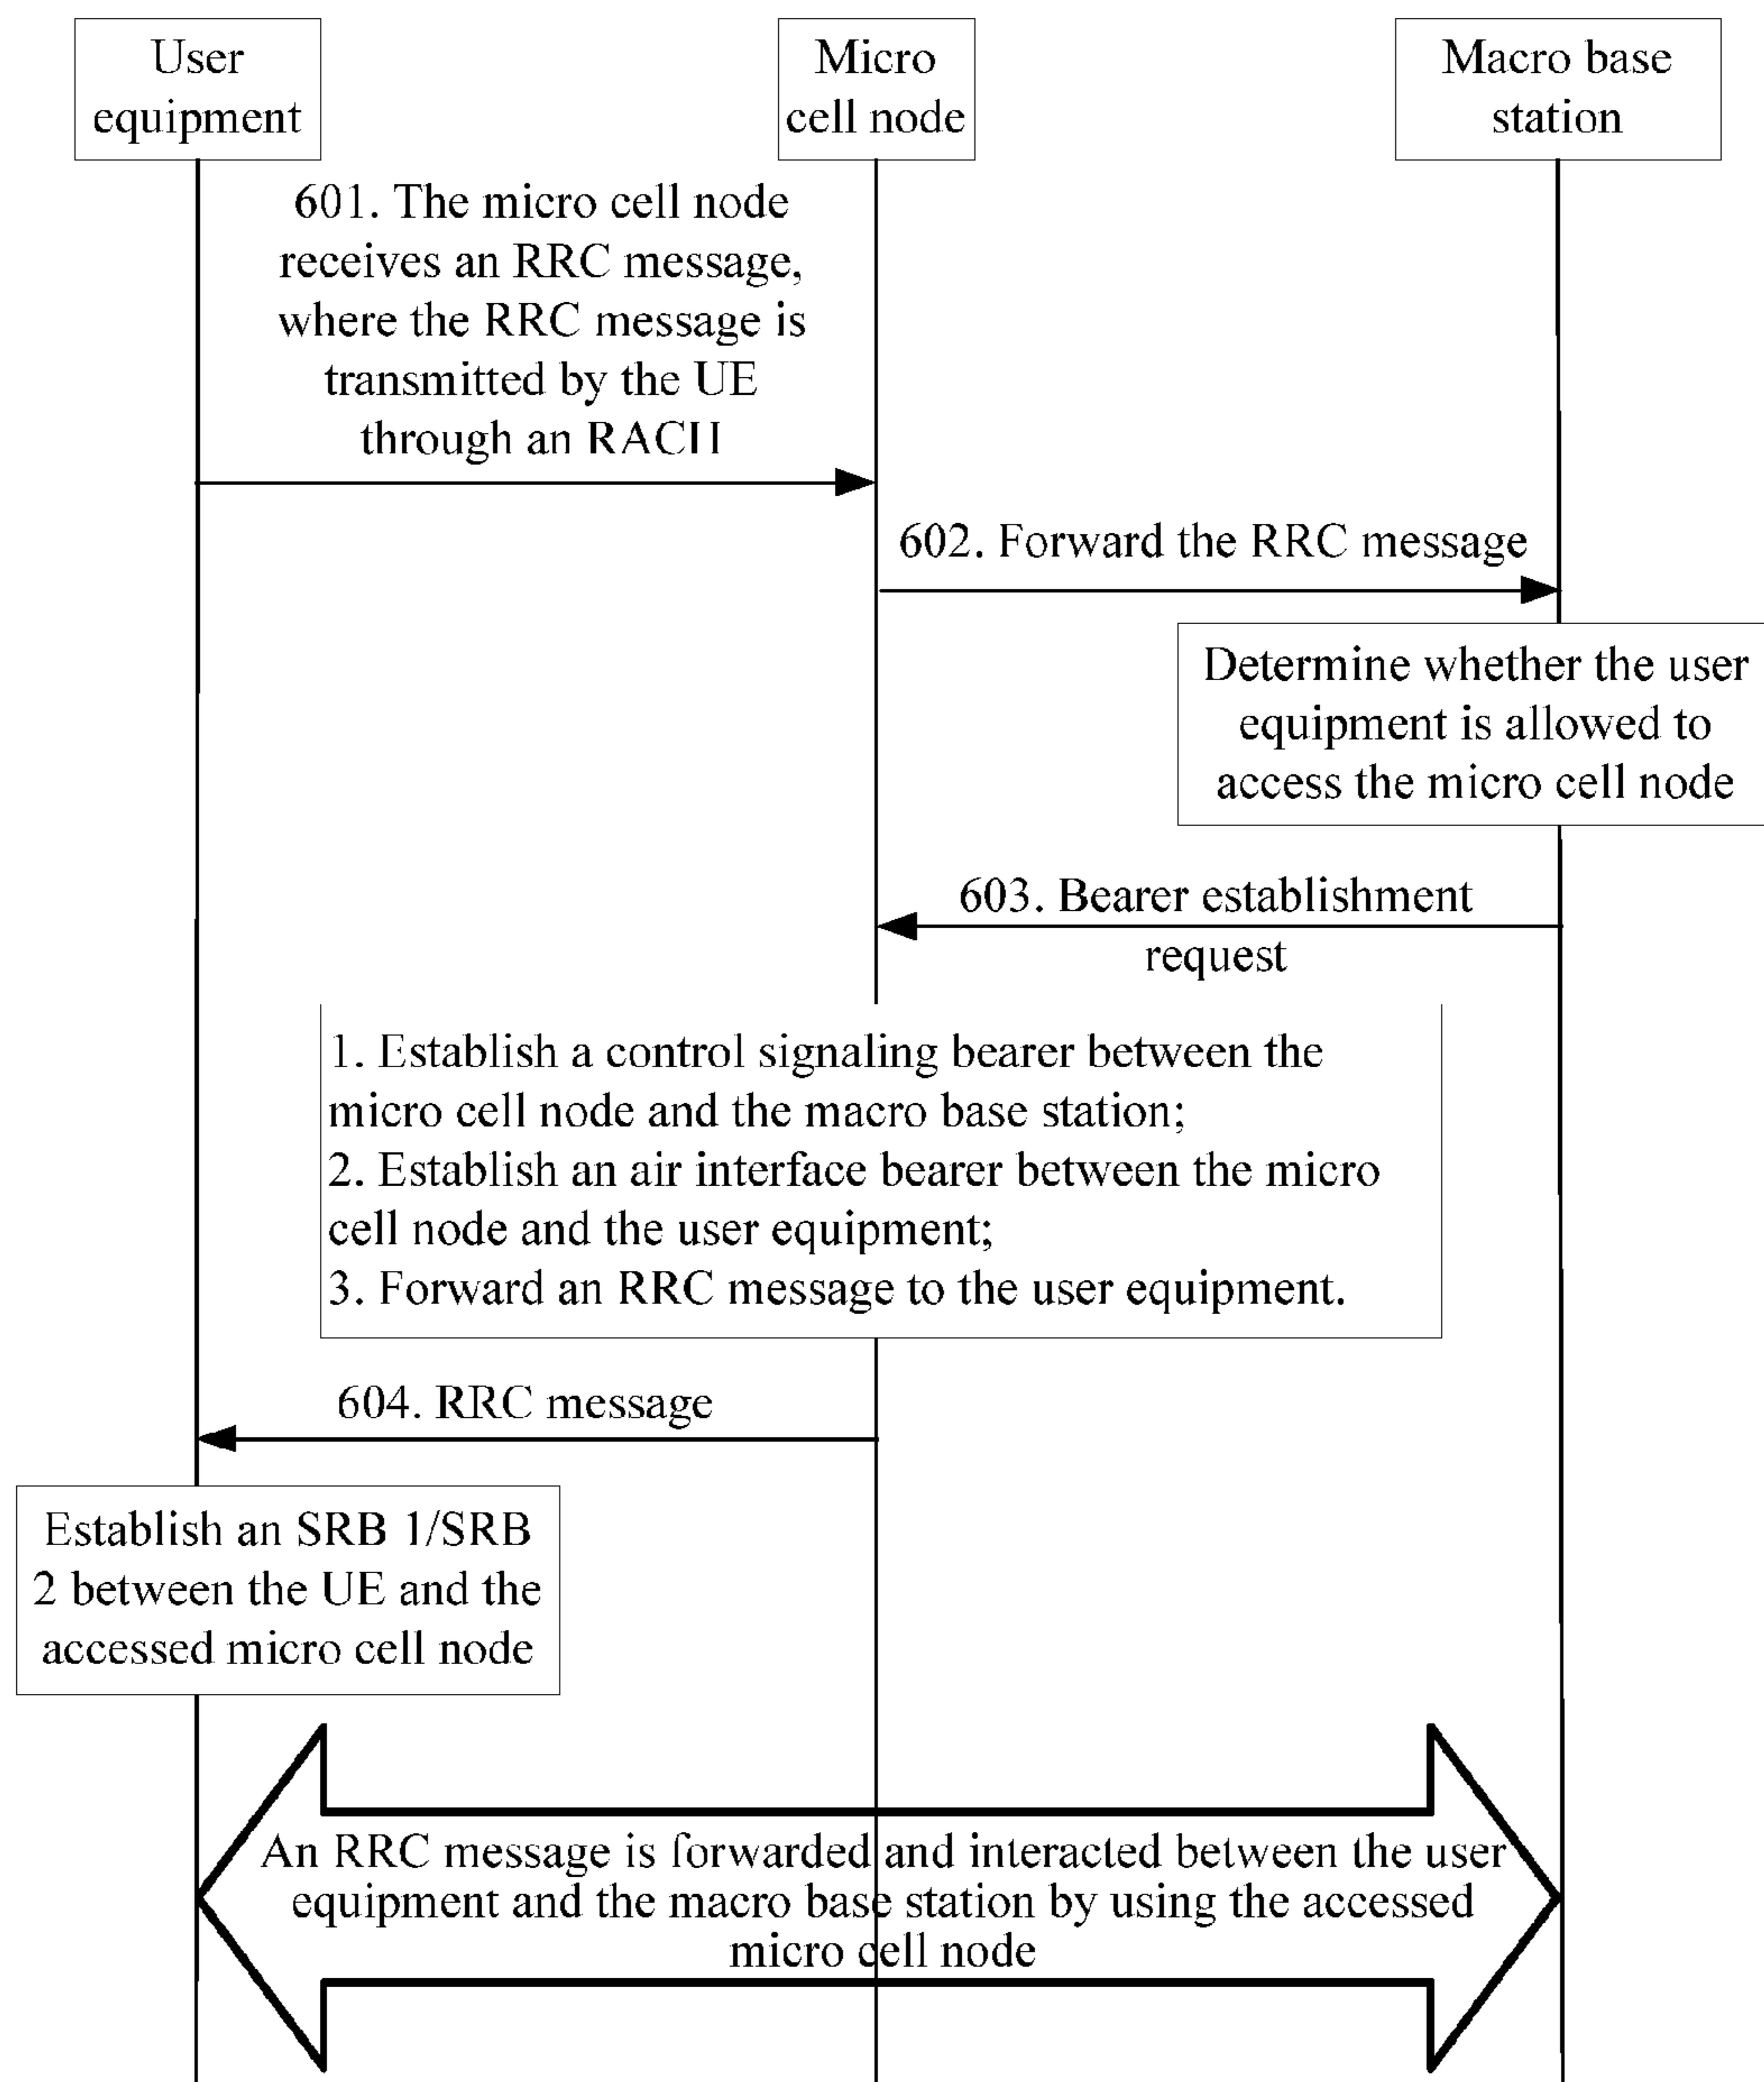 User
equipment
Micro
cell node
Macro base
station
601. The micro cell node
receives an RRC message,
where the RRC message is
transmitted by the UE
through an RACH
602. Forward the RRC message
Determine whether the user
equipment is allowed to
access the micro cell node
603. Bearer establishment
request
1. Establish a control signaling bearer between the
micro cell node and the macro base station;
2. Establish an air interface bearer between the micro
cell node and the user equipment;
3. Forward an RRC message to the user equipment.
604. RRC message
Establish an SRB 1/SRB
2 between the UE and the
accessed micro cell node
An RRC message is forwarded and interacted between the user
equipment and the macro base station by using the accessed
micro cell node